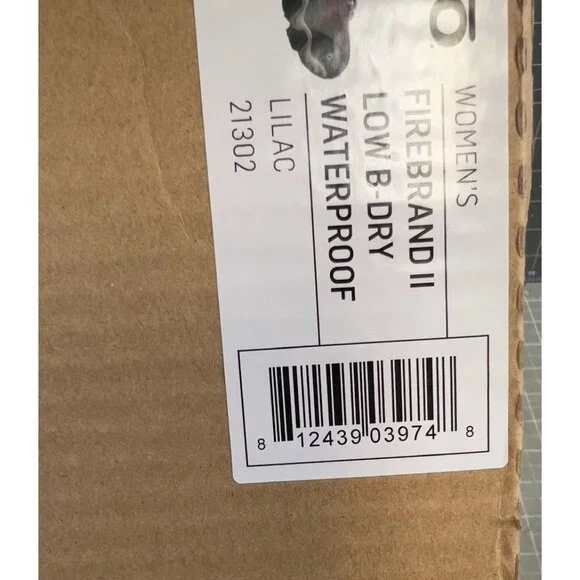 WOMEN'S
FIREBRAND II
LOW B-DRY
WATERPROOF
LILAC
21302
8 12439 03974 8